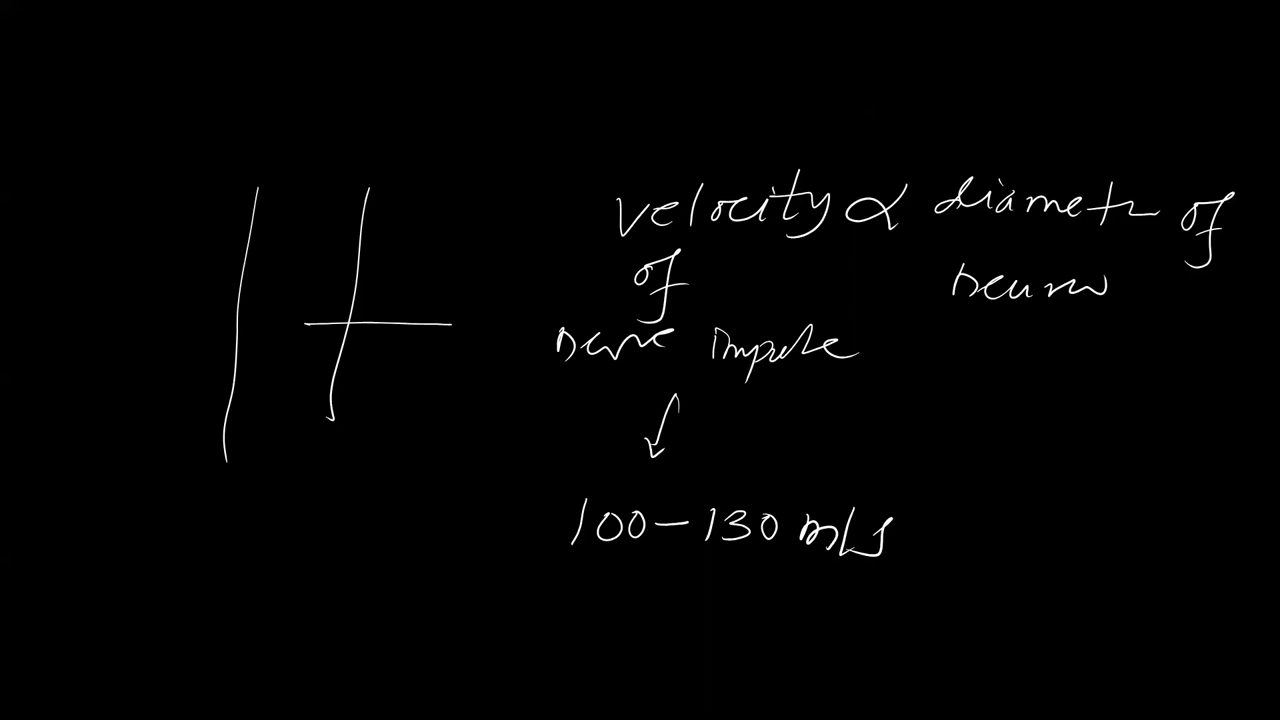 velocity ∝ diameter of
of neuron
nerve impulse
100-130 m/s